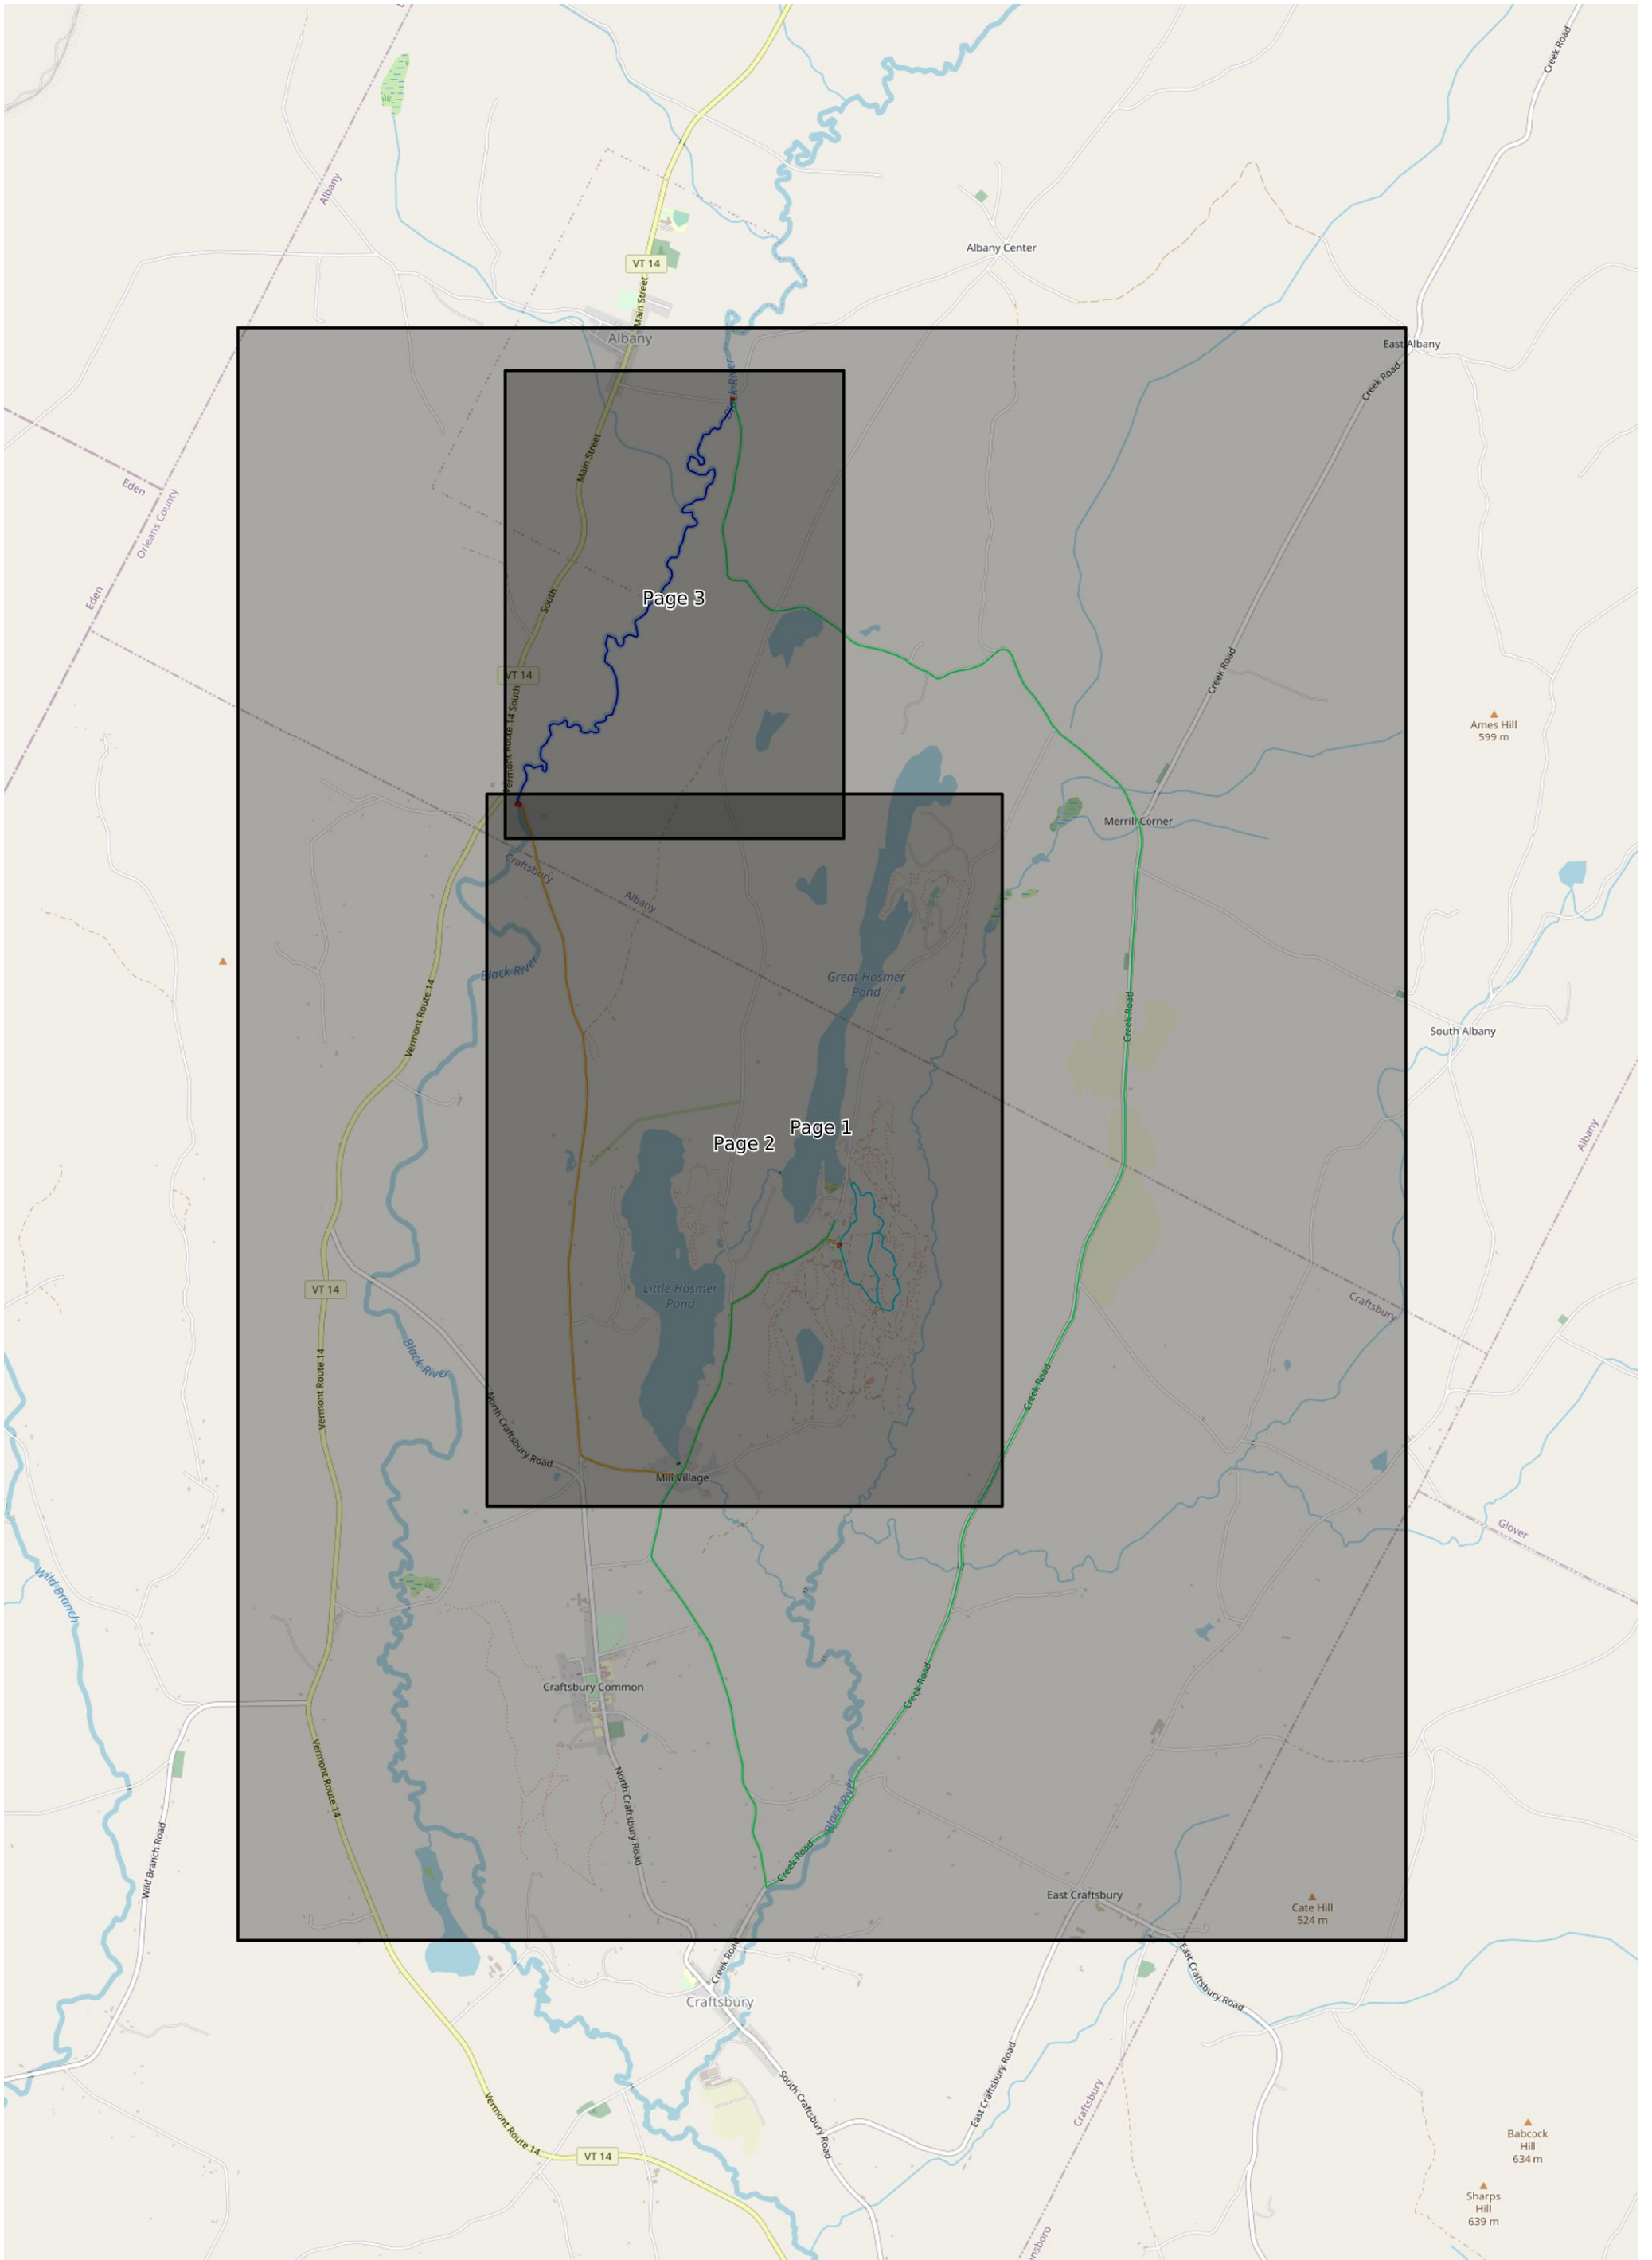 Creek Road
Albany
Albany Center
VT 14
Main Street
Albany
East Albany
Creek Road
Black River
Main Street
Eden
Orleans County
Eden
South
Page 3
Creek Road
VT 14
Vermont Route 14 South
Ames Hill
599 m
Merrill Corner
Craftsbury
Albany
Black River
Great Hosmer
Pond
Vermont Route 14
Creek Road
South Albany
Page 1
Page 2
Albany
VT 14
Little Hosmer
Pond
Craftsbury
Black River
Vermont Route 14
Creek Road
North Craftsbury Road
Mill Village
Glover
Wild Branch
Craftsbury Common
Creek Road
Vermont Route 14
North Craftsbury Road
Black River
Creek Road
Wild Branch Road
East Craftsbury
Cate Hill
524 m
Creek Road
East Craftsbury Road
Craftsbury
East Craftsbury Road
South Craftsbury Road
Craftsbury
Vermont Route 14
VT 14
Babcock
Hill
634 m
Sharps
Hill
639 m